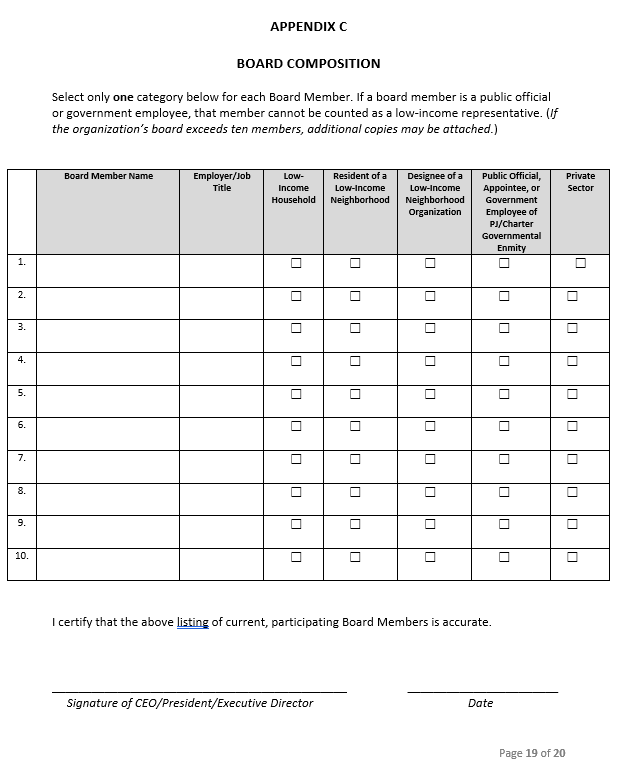 APPENDIX C
BOARD COMPOSITION
Select only one category below for each Board Member. If a board member is a public official
or government employee, that member cannot be counted as a low-income representative. (If
the organization's board exceeds ten members, additional copies may be attached.)
Board Member Name
Employer/Job
Title
Low-
Income
Household
Resident of a
Low-Income
Neighborhood
Designee of a
Low-Income
Neighborhood
Organization
Public Official,
Appointee, or
Government
Employee of
PJ/Charter
Governmental
Enmity
Private
Sector
1. ☐ ☐ ☐ ☐ ☐
2. ☐ ☐ ☐ ☐ ☐
3. ☐ ☐ ☐ ☐ ☐
4. ☐ ☐ ☐ ☐ ☐
5. ☐ ☐ ☐ ☐ ☐
6. ☐ ☐ ☐ ☐ ☐
7. ☐ ☐ ☐ ☐ ☐
8. ☐ ☐ ☐ ☐ ☐
9. ☐ ☐ ☐ ☐ ☐
10. ☐ ☐ ☐ ☐ ☐
I certify that the above listing of current, participating Board Members is accurate.
Signature of CEO/President/Executive Director
Date
Page 19 of 20